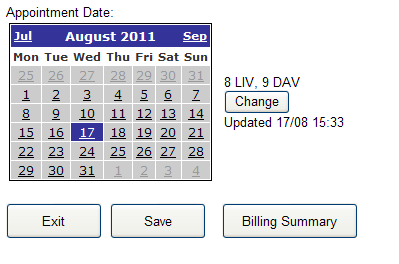 Appointment Date:
Jul August 2011 Sep
Mon Tue Wed Thu Fri Sat Sun
25 26 27 28 29 30 31
1 2 3 4 5 6 7
8 9 10 11 12 13 14
15 16 17 18 19 20 21
22 23 24 25 26 27 28
29 30 31 1 2 3 4
8 LIV, 9 DAV
Change
Updated 17/08 15:33
Exit Save Billing Summary